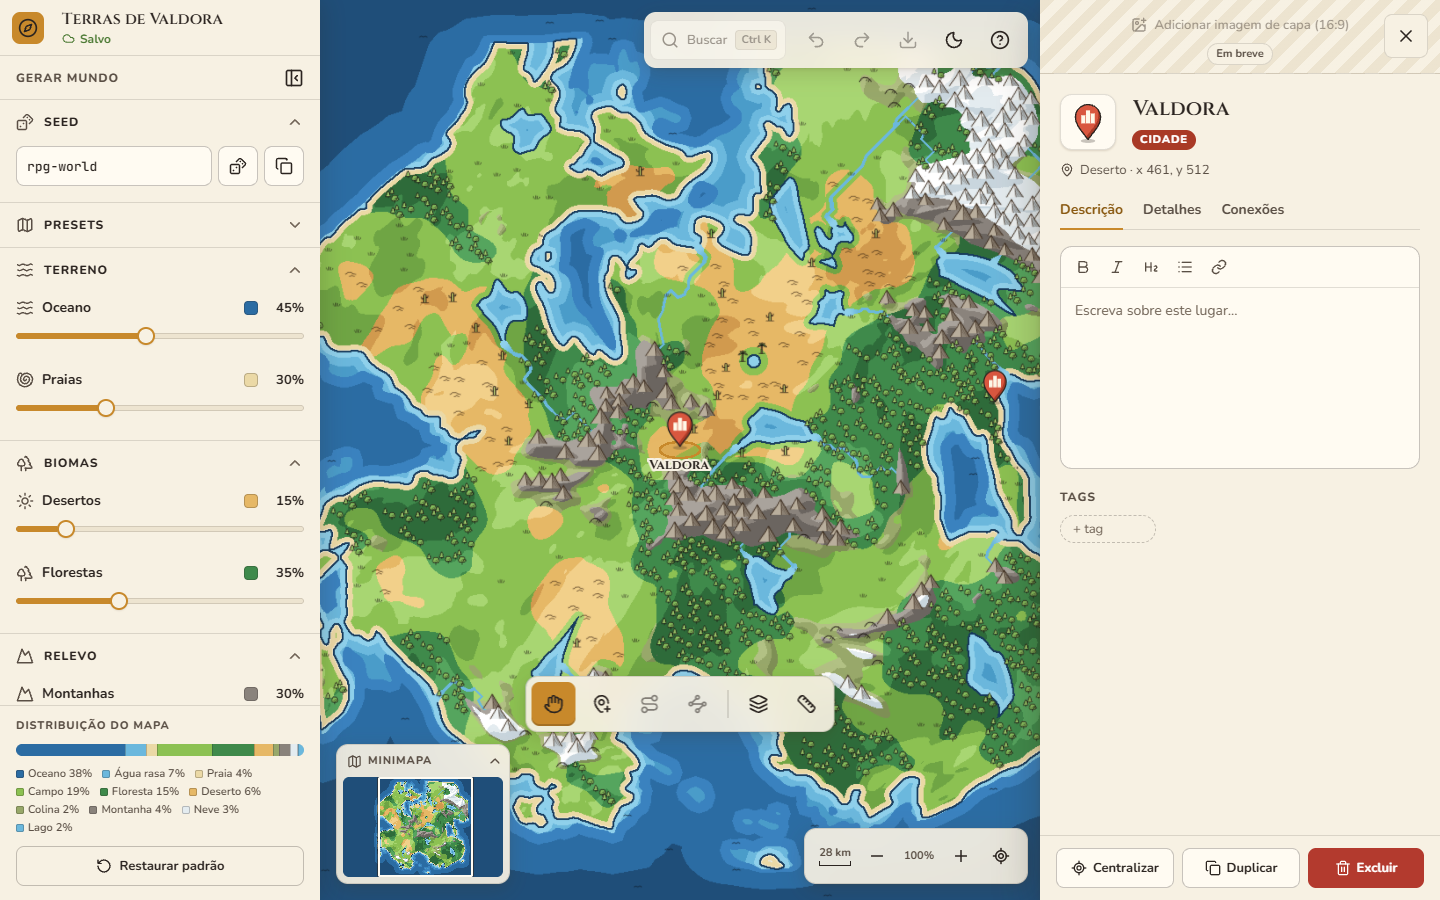 Terras de Valdora
Salvo
GERAR MUNDO
SEED
rpg-world
PRESETS
TERRENO
Oceano 45%
Praias 30%
BIOMAS
Desertos 15%
Florestas 35%
RELEVO
Montanhas 30%
DISTRIBUIÇÃO DO MAPA
Oceano 38% Água rasa 7% Praia 4%
Campo 19% Floresta 15% Deserto 6%
Colina 2% Montanha 4% Neve 3%
Lago 2%
Restaurar padrão
Buscar Ctrl K
VALDORA
MINIMAPA
28 km 100%
Adicionar imagem de capa (16:9)
Em breve
Valdora
CIDADE
Deserto · x 461, y 512
Descrição Detalhes Conexões
B I H2
Escreva sobre este lugar...
TAGS
+ tag
Centralizar Duplicar Excluir